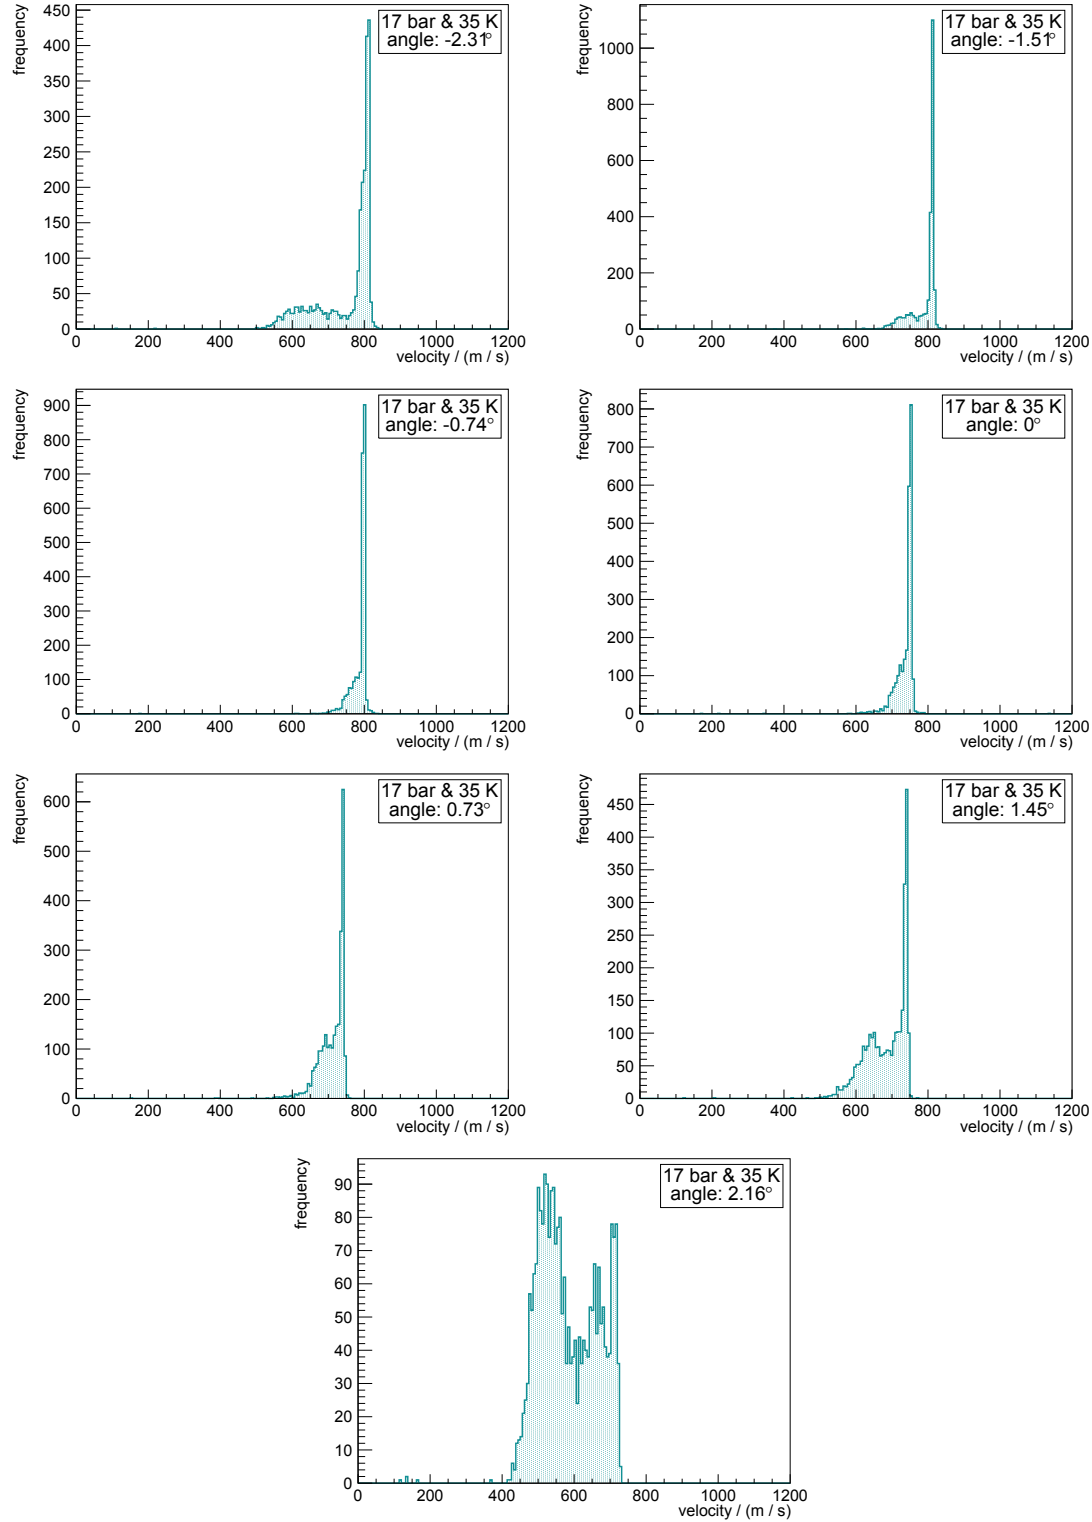 frequency
450
400
350
300
250
200
150
100
50
0
17 bar & 35 K
angle: -2.31°
0 200 400 600 800 1000 1200
velocity / (m / s)
frequency
1000
800
600
400
200
0
17 bar & 35 K
angle: -1.51°
0 200 400 600 800 1000 1200
velocity / (m / s)
frequency
900
800
700
600
500
400
300
200
100
0
17 bar & 35 K
angle: -0.74°
0 200 400 600 800 1000 1200
velocity / (m / s)
frequency
800
700
600
500
400
300
200
100
0
17 bar & 35 K
angle: 0°
0 200 400 600 800 1000 1200
velocity / (m / s)
frequency
600
500
400
300
200
100
0
17 bar & 35 K
angle: 0.73°
0 200 400 600 800 1000 1200
velocity / (m / s)
frequency
450
400
350
300
250
200
150
100
50
0
17 bar & 35 K
angle: 1.45°
0 200 400 600 800 1000 1200
velocity / (m / s)
frequency
90
80
70
60
50
40
30
20
10
0
17 bar & 35 K
angle: 2.16°
0 200 400 600 800 1000 1200
velocity / (m / s)